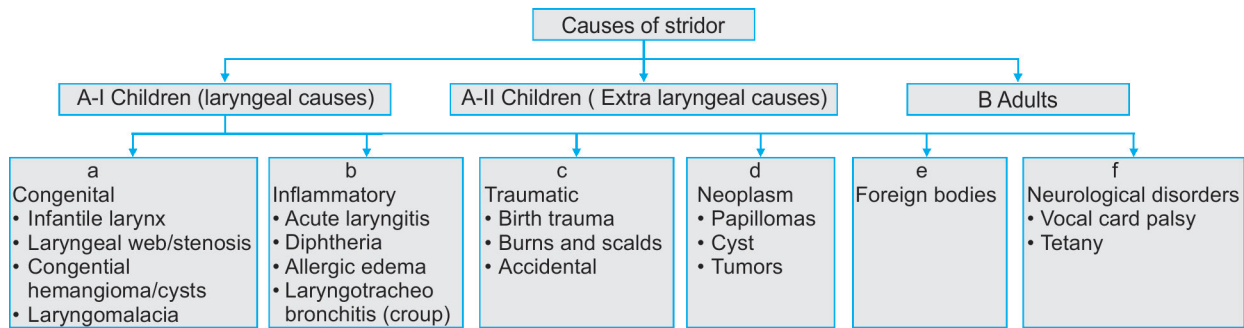 Causes of stridor
A-I Children (laryngeal causes)
A-II Children ( Extra laryngeal causes)
B Adults
a
Congenital
• Infantile larynx
• Laryngeal web/stenosis
• Congential
hemangioma/cysts
• Laryngomalacia
b
Inflammatory
• Acute laryngitis
• Diphtheria
• Allergic edema
• Laryngotracheo
bronchitis (croup)
c
Traumatic
• Birth trauma
• Burns and scalds
• Accidental
d
Neoplasm
• Papillomas
• Cyst
• Tumors
e
Foreign bodies
f
Neurological disorders
• Vocal card palsy
• Tetany